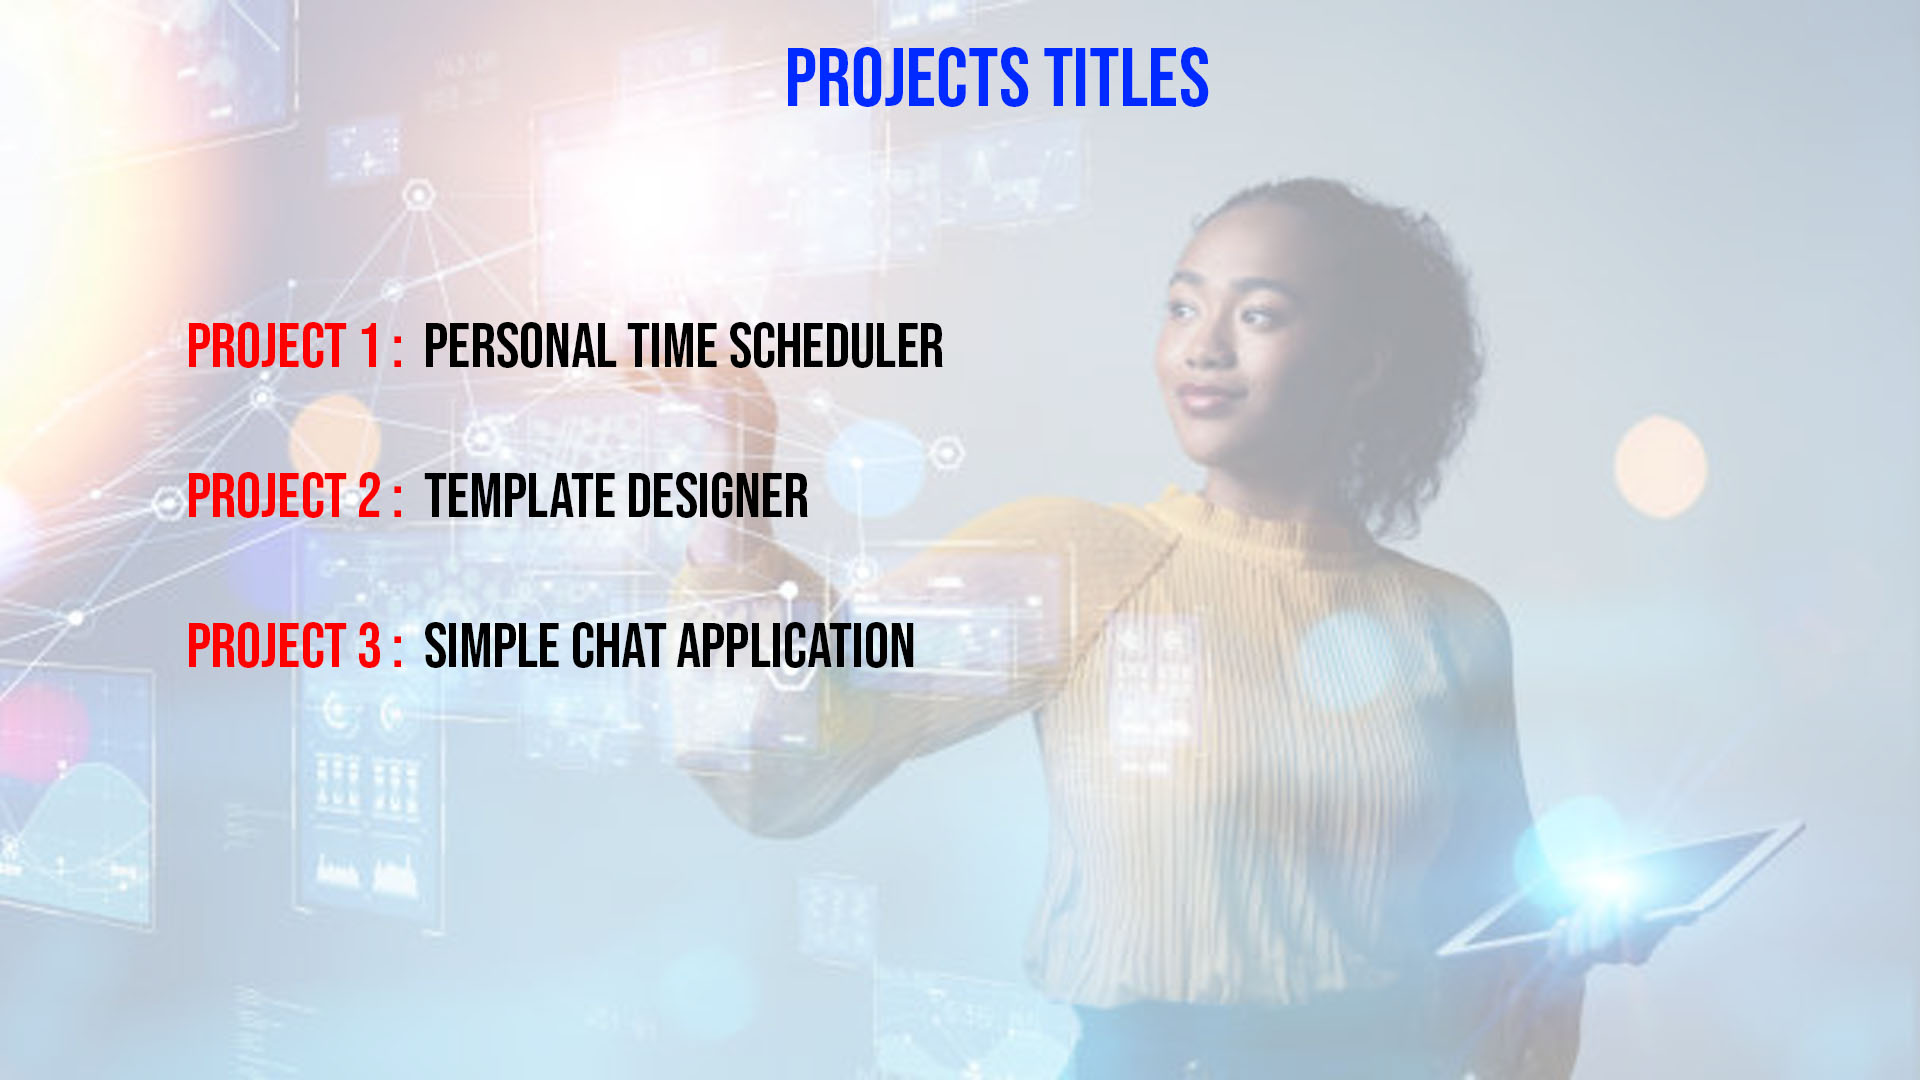 PROJECTS TITLES
PROJECT 1 : PERSONAL TIME SCHEDULER
PROJECT 2 : TEMPLATE DESIGNER
PROJECT 3 : SIMPLE CHAT APPLICATION